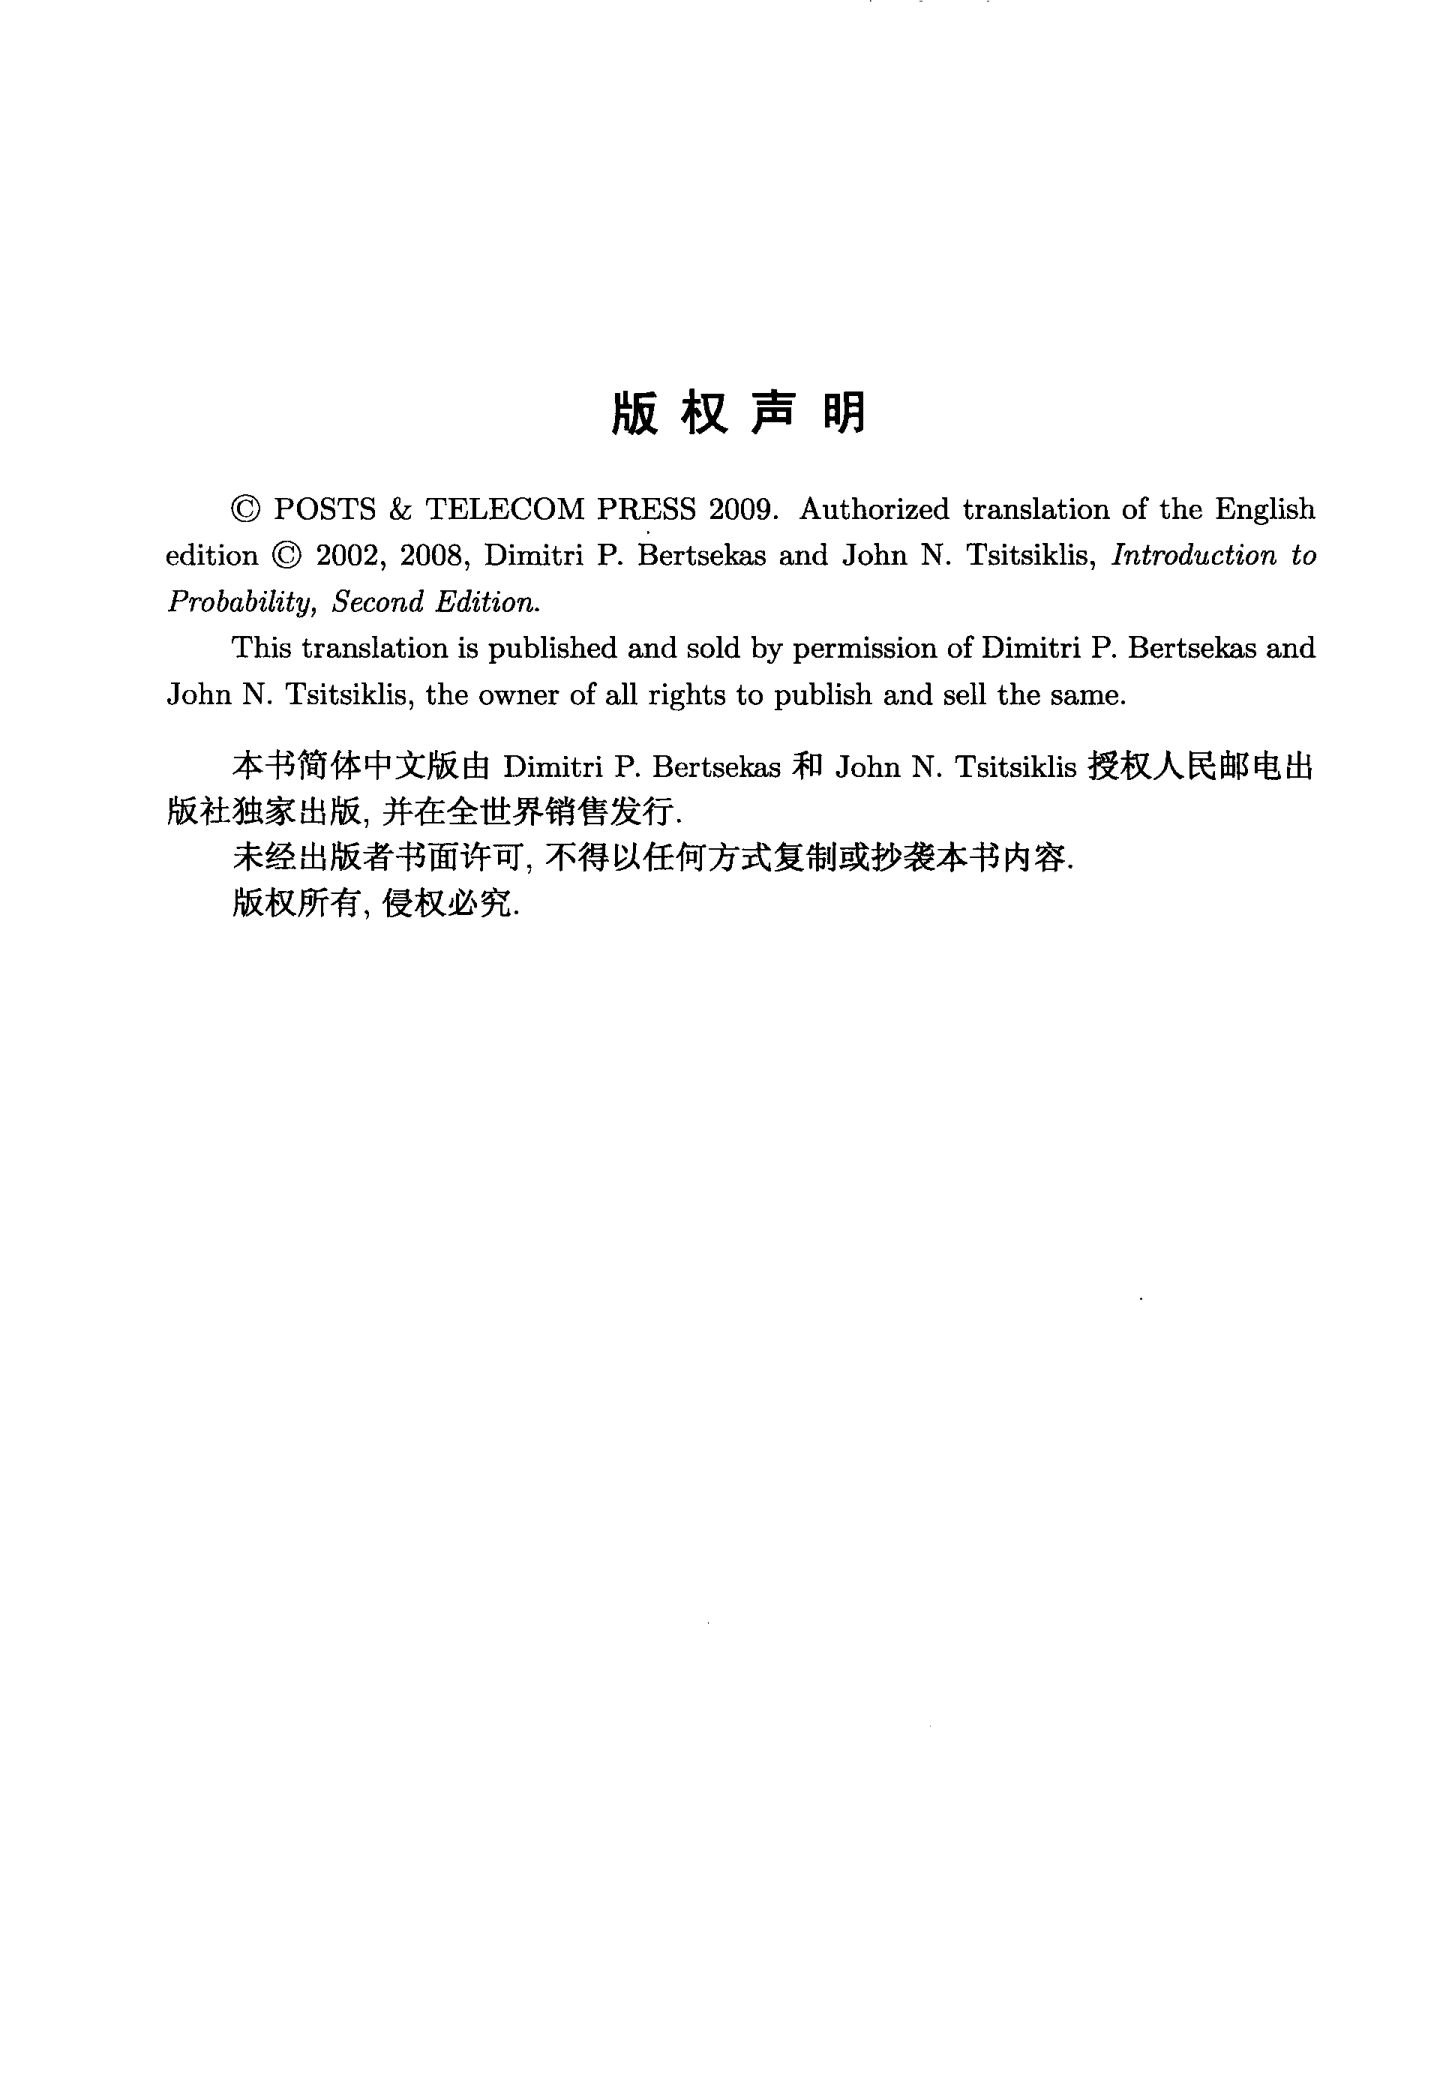 版权声明
© POSTS & TELECOM PRESS 2009. Authorized translation of the English
edition © 2002, 2008, Dimitri P. Bertsekas and John N. Tsitsiklis, Introduction to
Probability, Second Edition.
This translation is published and sold by permission of Dimitri P. Bertsekas and
John N. Tsitsiklis, the owner of all rights to publish and sell the same.
本书简体中文版由 Dimitri P. Bertsekas 和 John N. Tsitsiklis 授权人民邮电出
版社独家出版, 并在全世界销售发行.
未经出版者书面许可, 不得以任何方式复制或抄袭本书内容.
版权所有, 侵权必究.